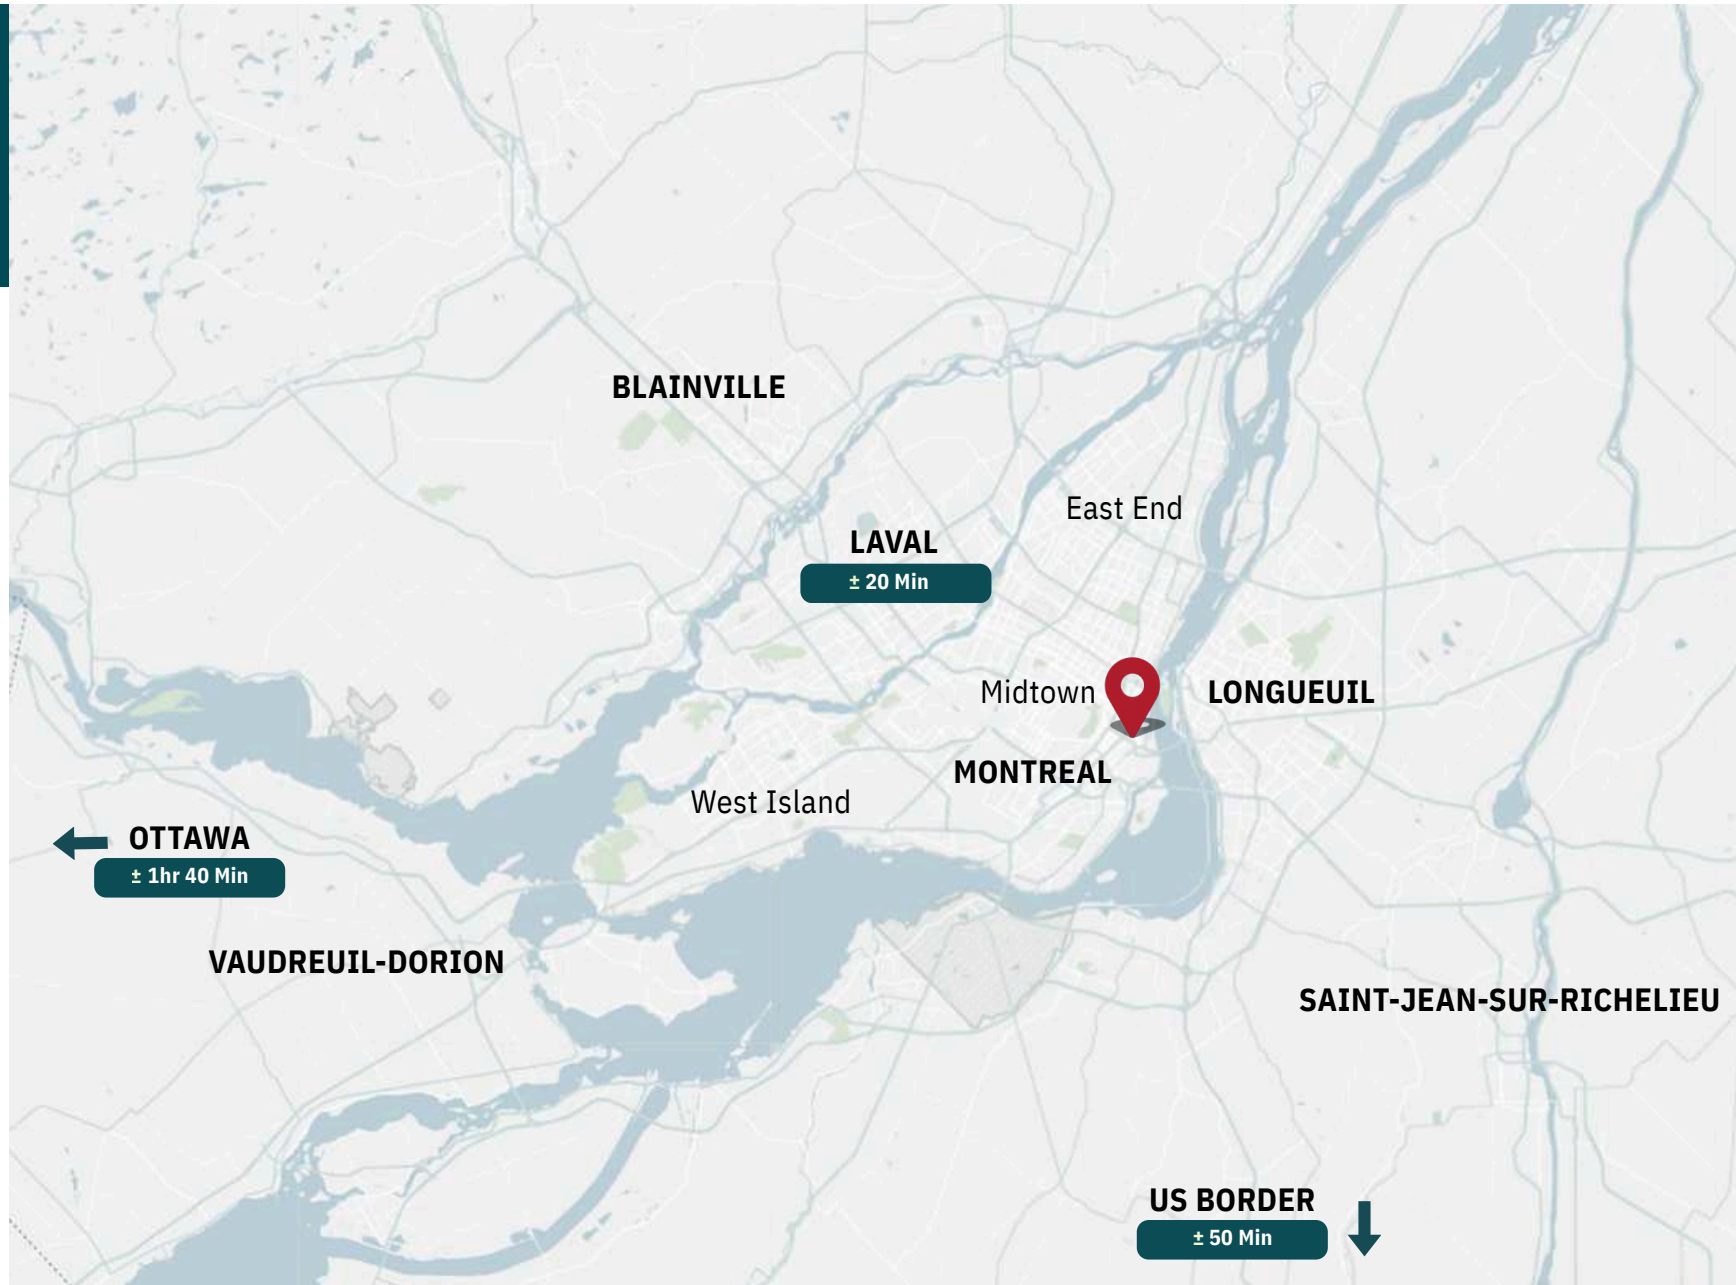 BLAINVILLE
East End
LAVAL
± 20 Min
Midtown
LONGUEUIL
MONTREAL
West Island
OTTAWA
± 1hr 40 Min
VAUDREUIL-DORION
SAINT-JEAN-SUR-RICHELIEU
US BORDER
± 50 Min